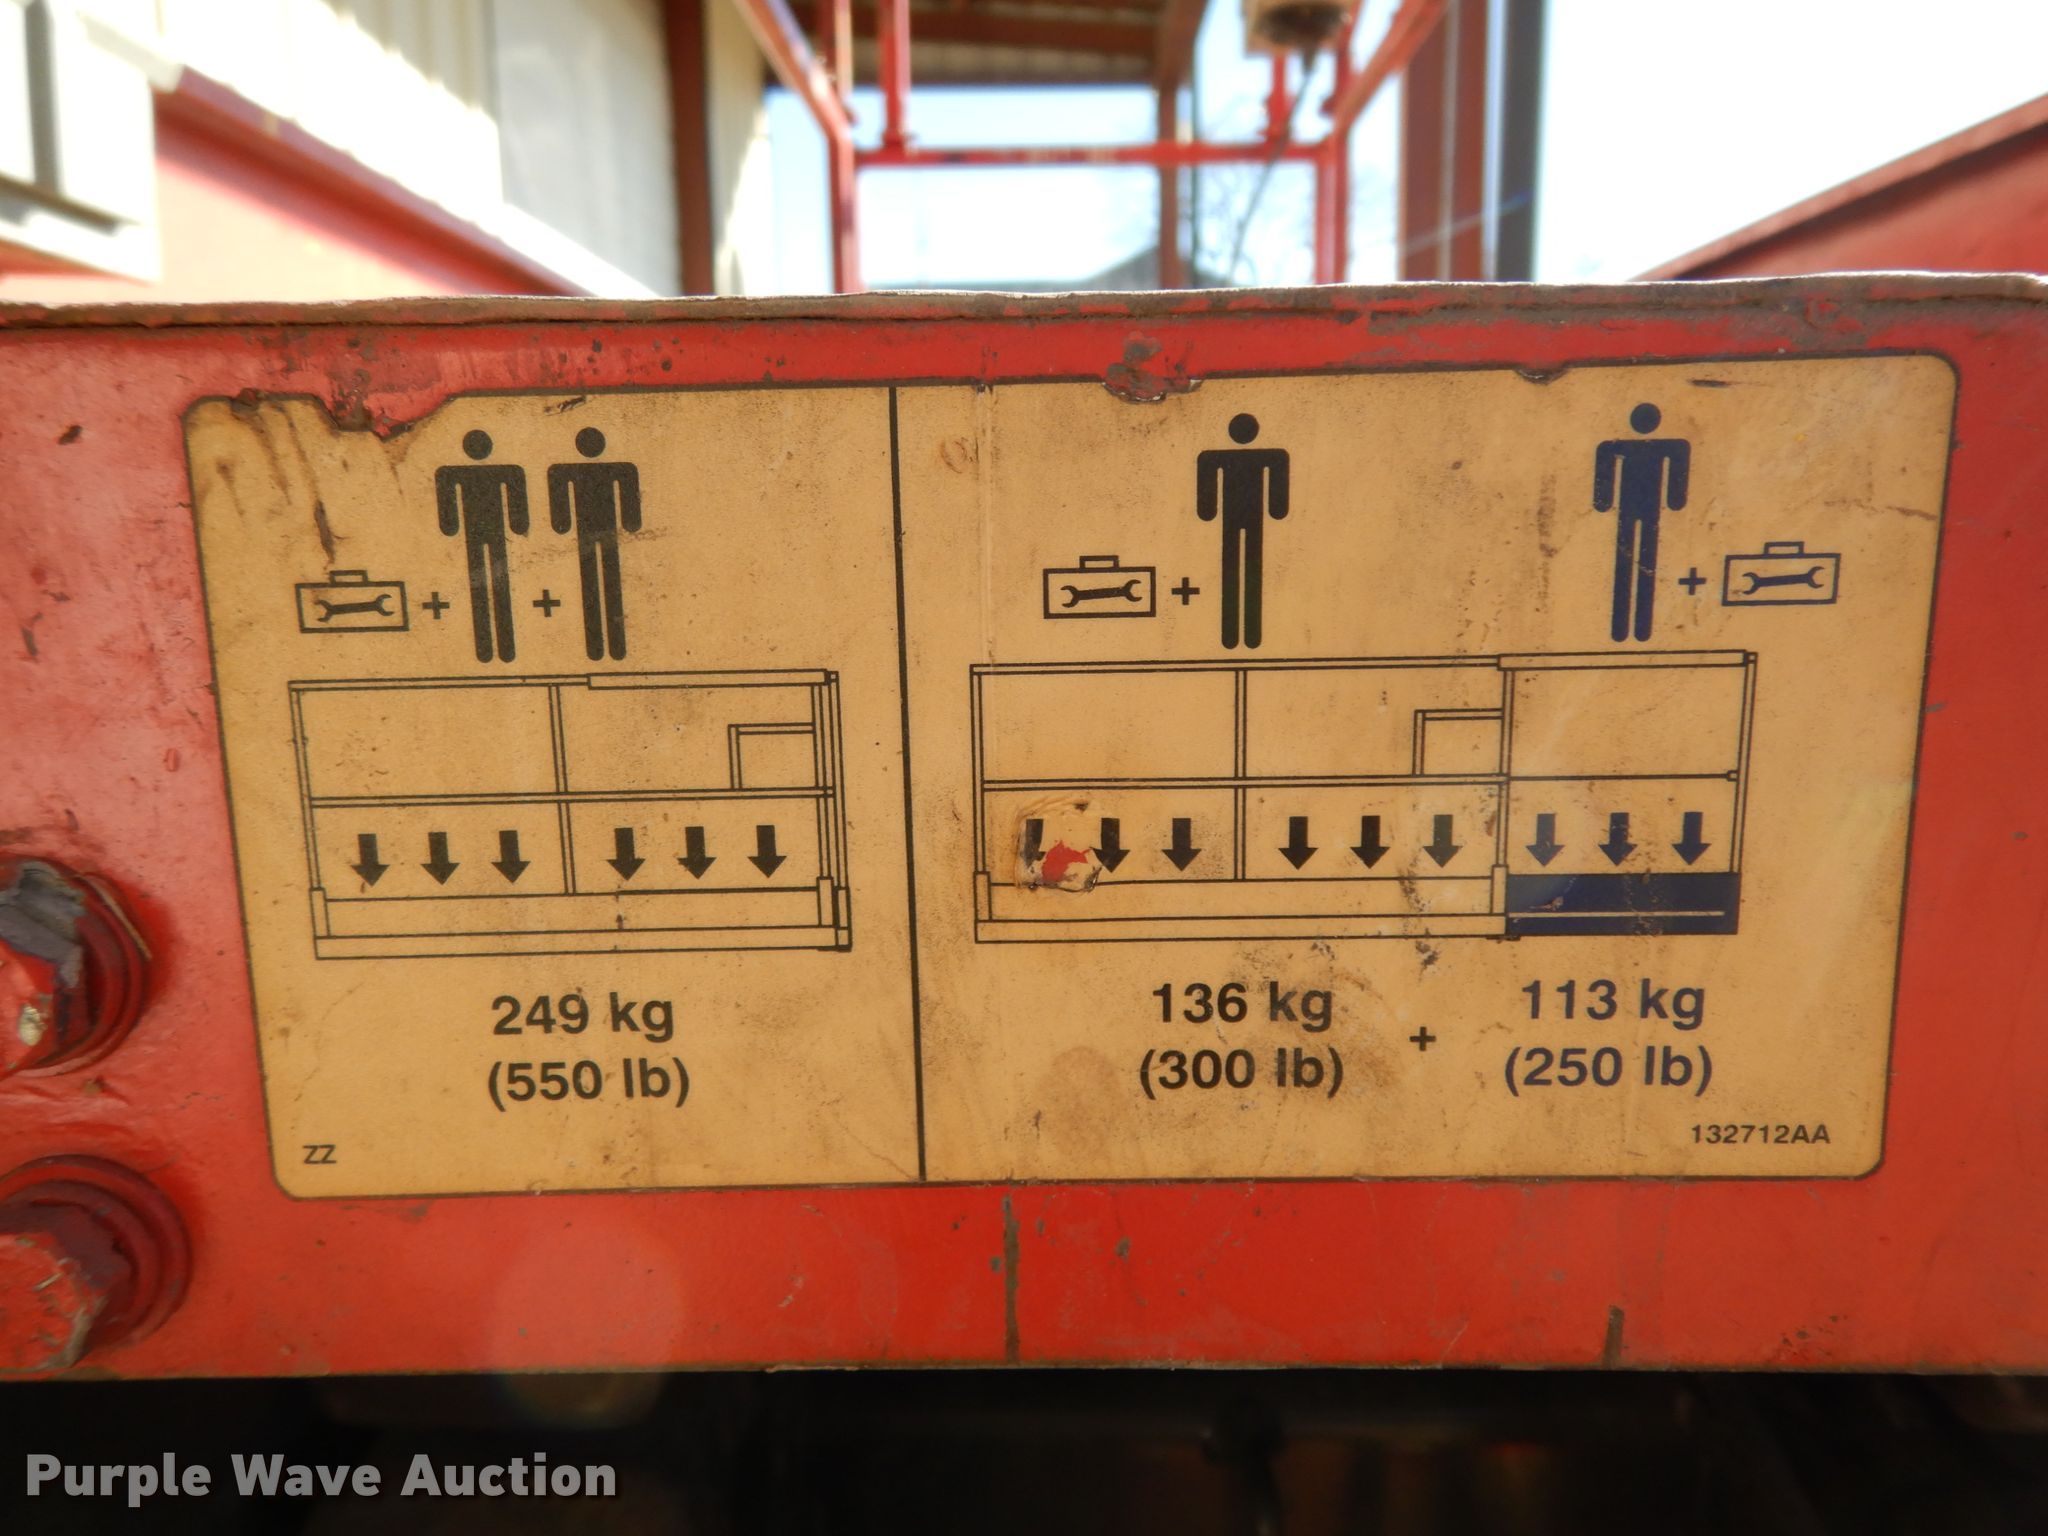 249 kg
(550 lb)
ZZ
136 kg
(300 lb)
+
113 kg
(250 lb)
132712AA
Purple Wave Auction